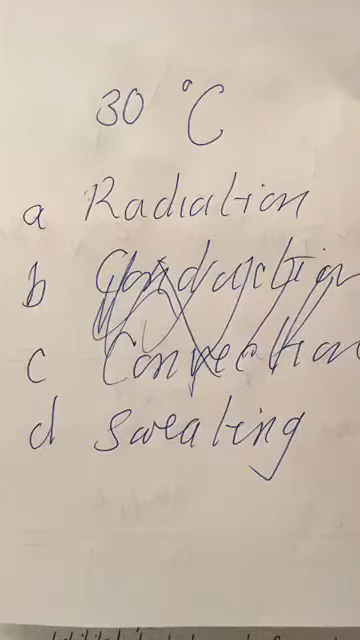 30 °C
a Radiation
b Conduction
c Convection
d Sweating